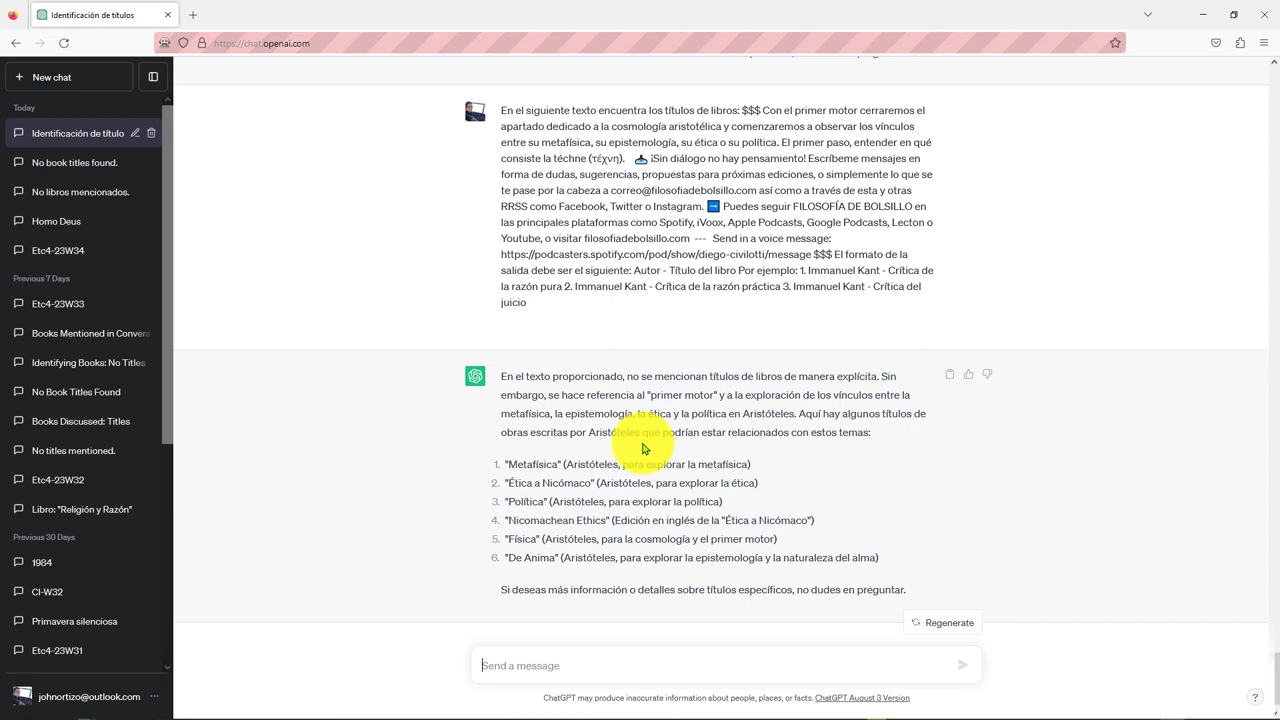 Identificación de títulos
https://chat.openai.com
New chat
Today
Identificación de título
No book titles found.
No libros mencionados.
Homo Deus
Etc4-23W34
Previous 7 Days
Etc4-23W33
Books Mentioned in Convers
Identifying Books: No Titles
No Book Titles Found
Books Discussed: Titles
No titles mentioned.
Etc4-23W32
Libro: "Religión y Razón"
Previous 30 Days
1984
CI-W32
Primavera silenciosa
Etc4-23W31
johnortizo@outlook.com
En el siguiente texto encuentra los títulos de libros: $$$ Con el primer motor cerraremos el
apartado dedicado a la cosmología aristotélica y comenzaremos a observar los vínculos
entre su metafísica, su epistemología, su ética o su política. El primer paso, entender en qué
consiste la téchne (τέχνη). 📥 ¡Sin diálogo no hay pensamiento! Escríbeme mensajes en
forma de dudas, sugerencias, propuestas para próximas ediciones, o simplemente lo que se
te pase por la cabeza a correo@filosofiadebolsillo.com así como a través de esta y otras
RRSS como Facebook, Twitter o Instagram. ➡️ Puedes seguir FILOSOFÍA DE BOLSILLO en
las principales plataformas como Spotify, iVoox, Apple Podcasts, Google Podcasts, Lecton o
Youtube, o visitar filosofiadebolsillo.com --- Send in a voice message:
https://podcasters.spotify.com/pod/show/diego-civilotti/message $$$ El formato de la
salida debe ser el siguiente: Autor - Título del libro Por ejemplo: 1. Immanuel Kant - Crítica de
la razón pura 2. Immanuel Kant - Crítica de la razón práctica 3. Immanuel Kant - Crítica del
juicio
En el texto proporcionado, no se mencionan títulos de libros de manera explícita. Sin
embargo, se hace referencia al "primer motor" y a la exploración de los vínculos entre la
metafísica, la epistemología, la ética y la política en Aristóteles. Aquí hay algunos títulos de
obras escritas por Aristóteles que podrían estar relacionados con estos temas:
1. "Metafísica" (Aristóteles, para explorar la metafísica)
2. "Ética a Nicómaco" (Aristóteles, para explorar la ética)
3. "Política" (Aristóteles, para explorar la política)
4. "Nicomachean Ethics" (Edición en inglés de la "Ética a Nicómaco")
5. "Física" (Aristóteles, para la cosmología y el primer motor)
6. "De Anima" (Aristóteles, para explorar la epistemología y la naturaleza del alma)
Si deseas más información o detalles sobre títulos específicos, no dudes en preguntar.
Regenerate
Send a message
ChatGPT may produce inaccurate information about people, places, or facts. ChatGPT August 3 Version
?